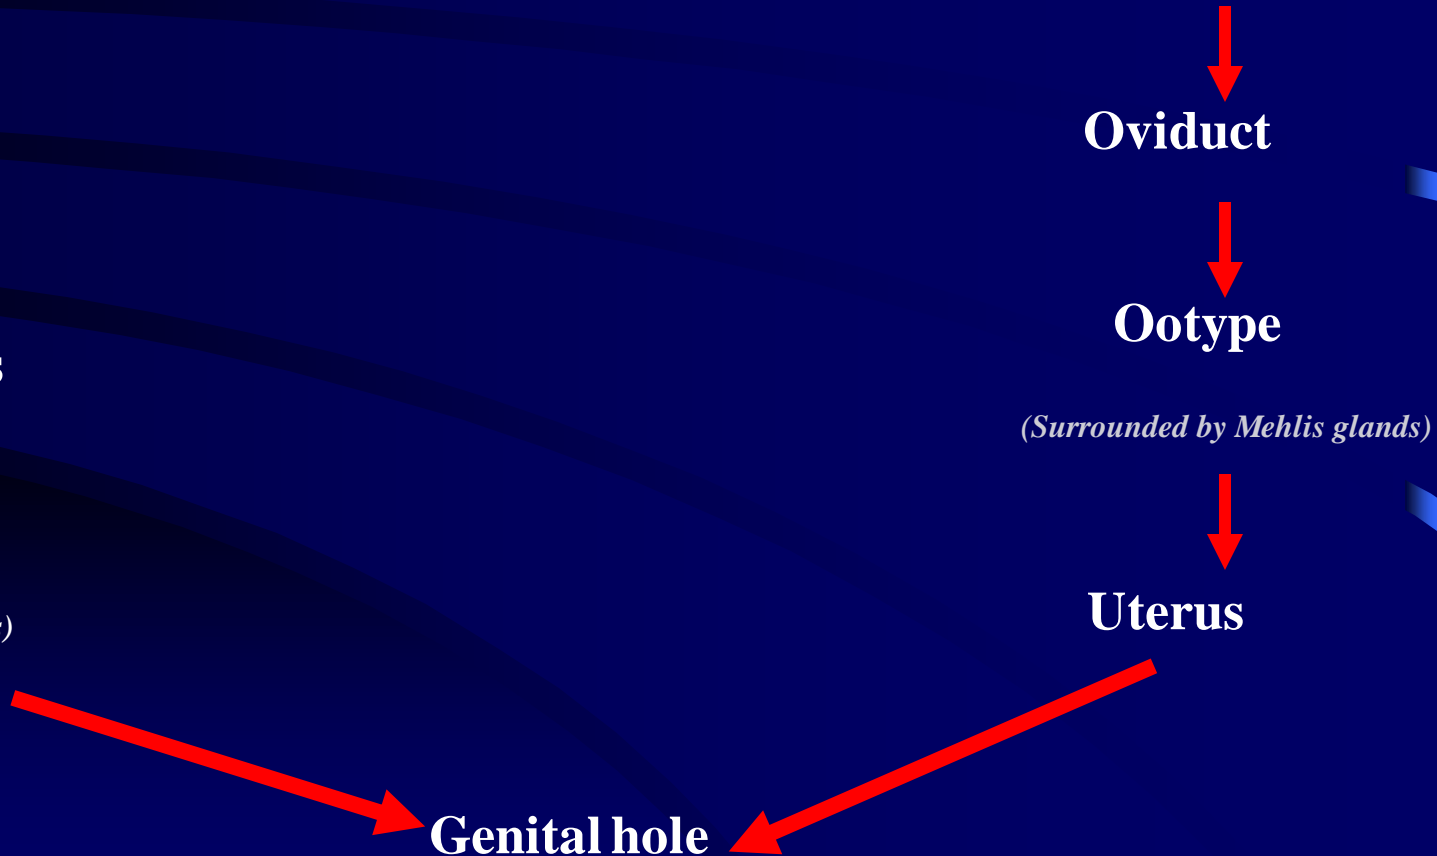 Oviduct
Ootype
s
(Surrounded by Mehlis glands)
Uterus
)
Genital hole